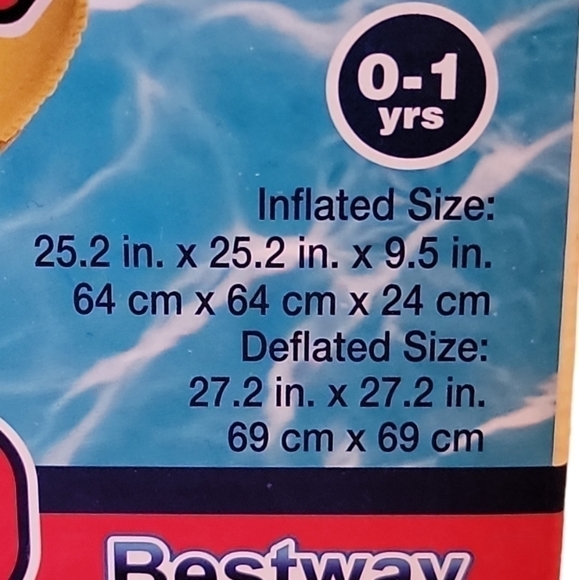 0-1
yrs
Inflated Size:
25.2 in. x 25.2 in. x 9.5 in.
64 cm x 64 cm x 24 cm
Deflated Size:
27.2 in. x 27.2 in.
69 cm x 69 cm
Bestway